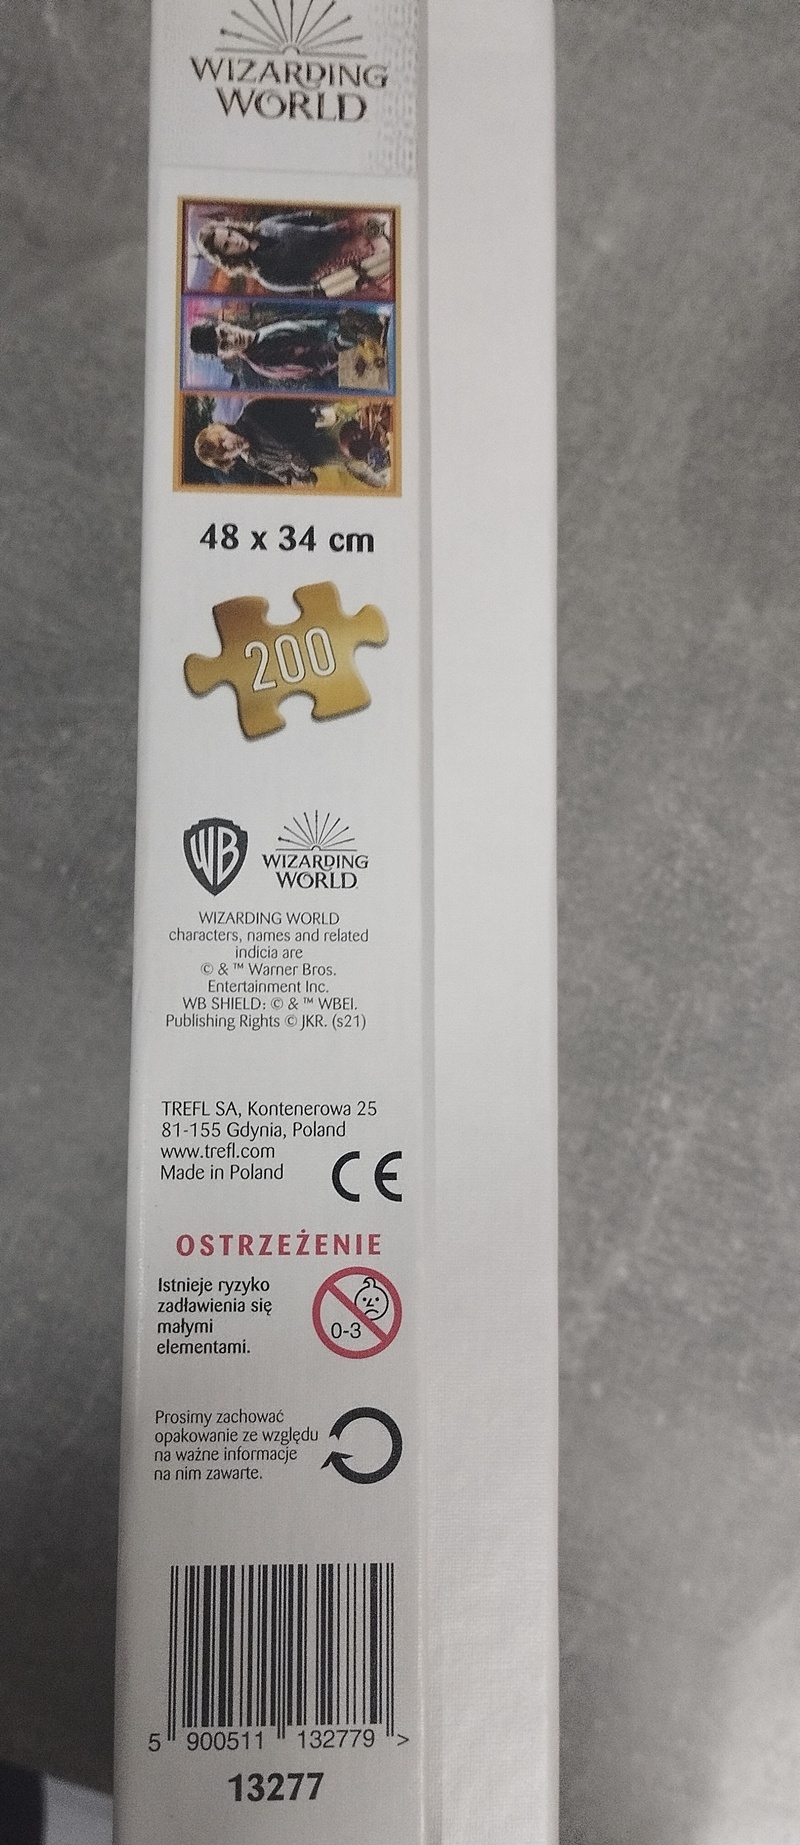 WIZARDING
WORLD
48 x 34 cm
200
WB
WIZARDING
WORLD
WIZARDING WORLD
characters, names and related
indicia are
© & ™ Warner Bros.
Entertainment Inc.
WB SHIELD: © & ™ WBEI.
Publishing Rights © JKR. (s21)
TREFL SA, Kontenerowa 25
81-155 Gdynia, Poland
www.trefl.com
Made in Poland
CE
OSTRZEŻENIE
Istnieje ryzyko
zadławienia się
małymi
elementami.
0-3
Prosimy zachować
opakowanie ze względu
na ważne informacje
na nim zawarte.
5 900511 132779 >
13277